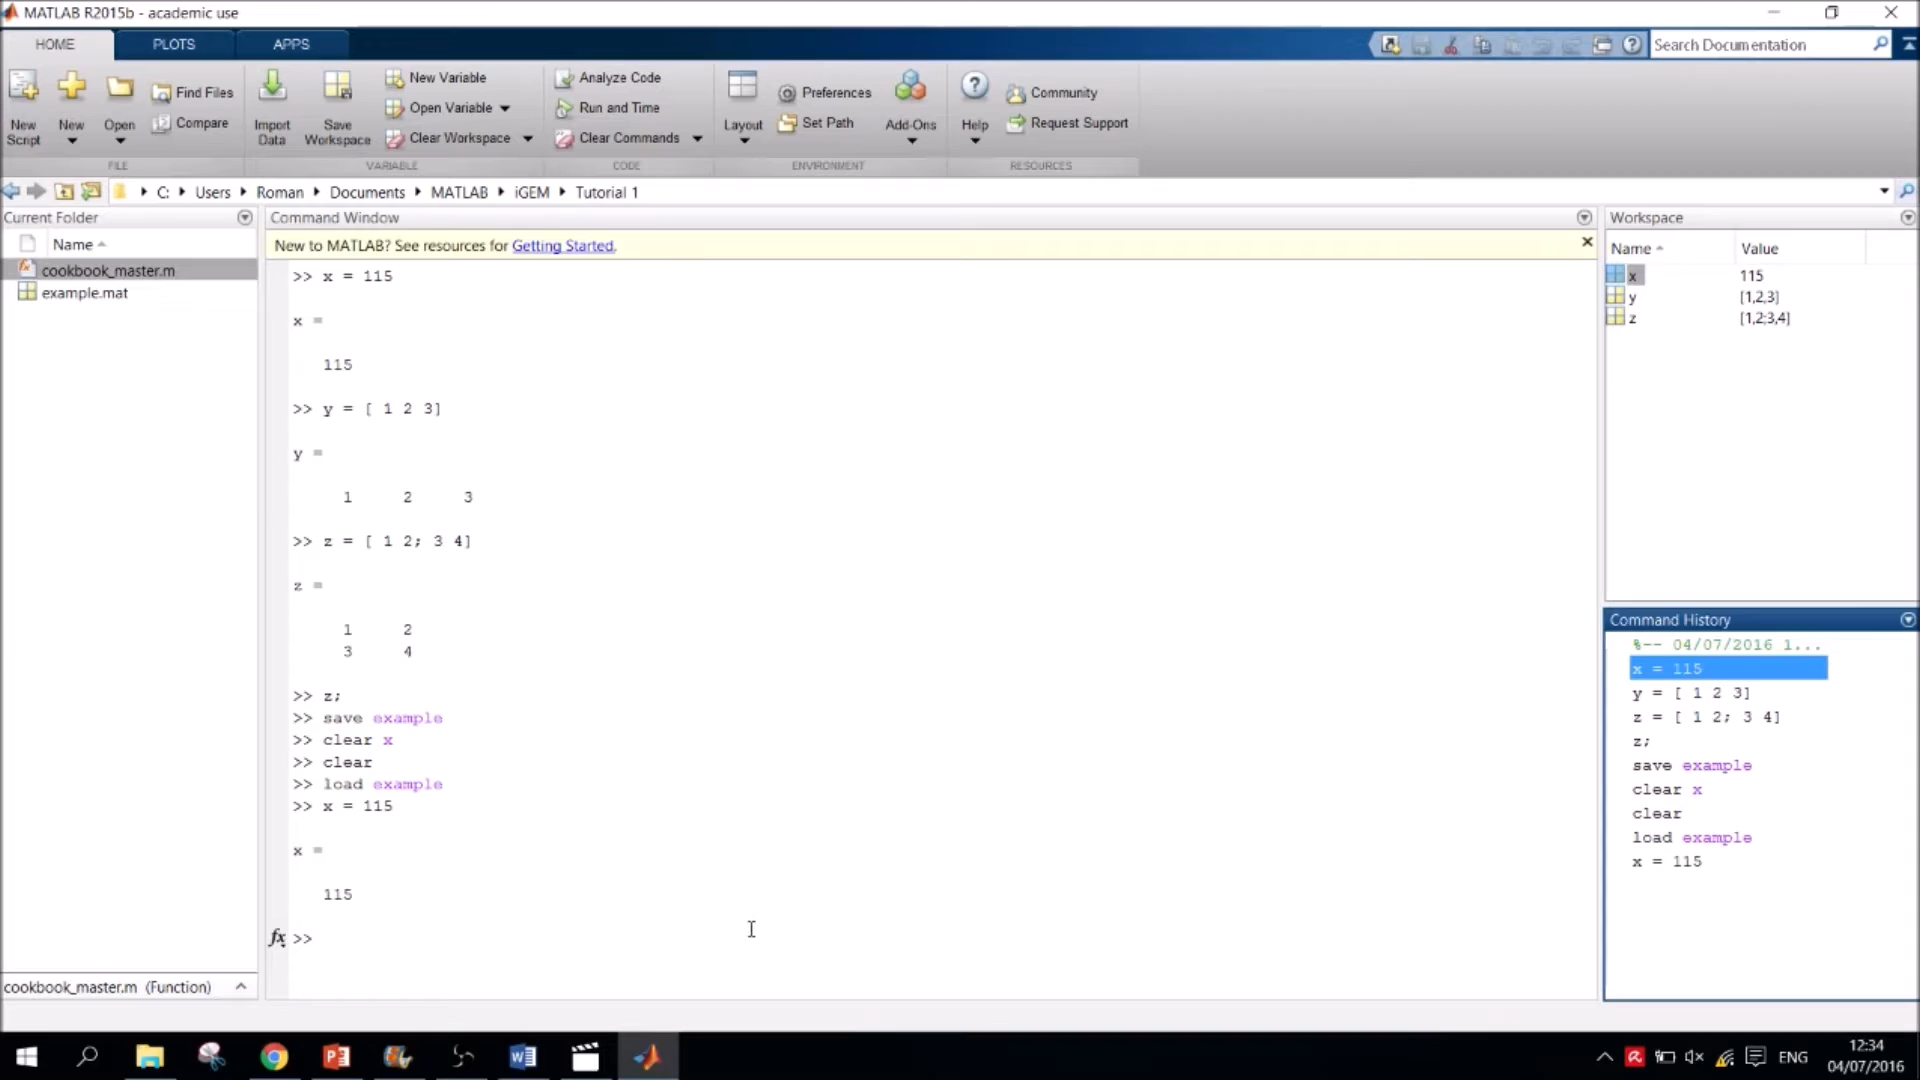 MATLAB R2015b - academic use
HOME PLOTS APPS
Search Documentation
New Script
New
Open
Find Files
Compare
FILE
Import Data
Save Workspace
New Variable
Open Variable
Clear Workspace
VARIABLE
Analyze Code
Run and Time
Clear Commands
CODE
Layout
Preferences
Set Path
Add-Ons
ENVIRONMENT
Help
Community
Request Support
RESOURCES
C: Users Roman Documents MATLAB iGEM Tutorial 1
Current Folder
Name
cookbook_master.m
example.mat
cookbook_master.m (Function)
Command Window
New to MATLAB? See resources for Getting Started.
>> x = 115
x =
115
>> y = [ 1 2 3]
y =
1 2 3
>> z = [ 1 2; 3 4]
z =
1 2
3 4
>> z;
>> save example
>> clear x
>> clear
>> load example
>> x = 115
x =
115
fx >>
Workspace
Name Value
x 115
y [1,2,3]
z [1,2;3,4]
Command History
%-- 04/07/2016 1...
x = 115
y = [ 1 2 3]
z = [ 1 2; 3 4]
z;
save example
clear x
clear
load example
x = 115
ENG
12:34
04/07/2016